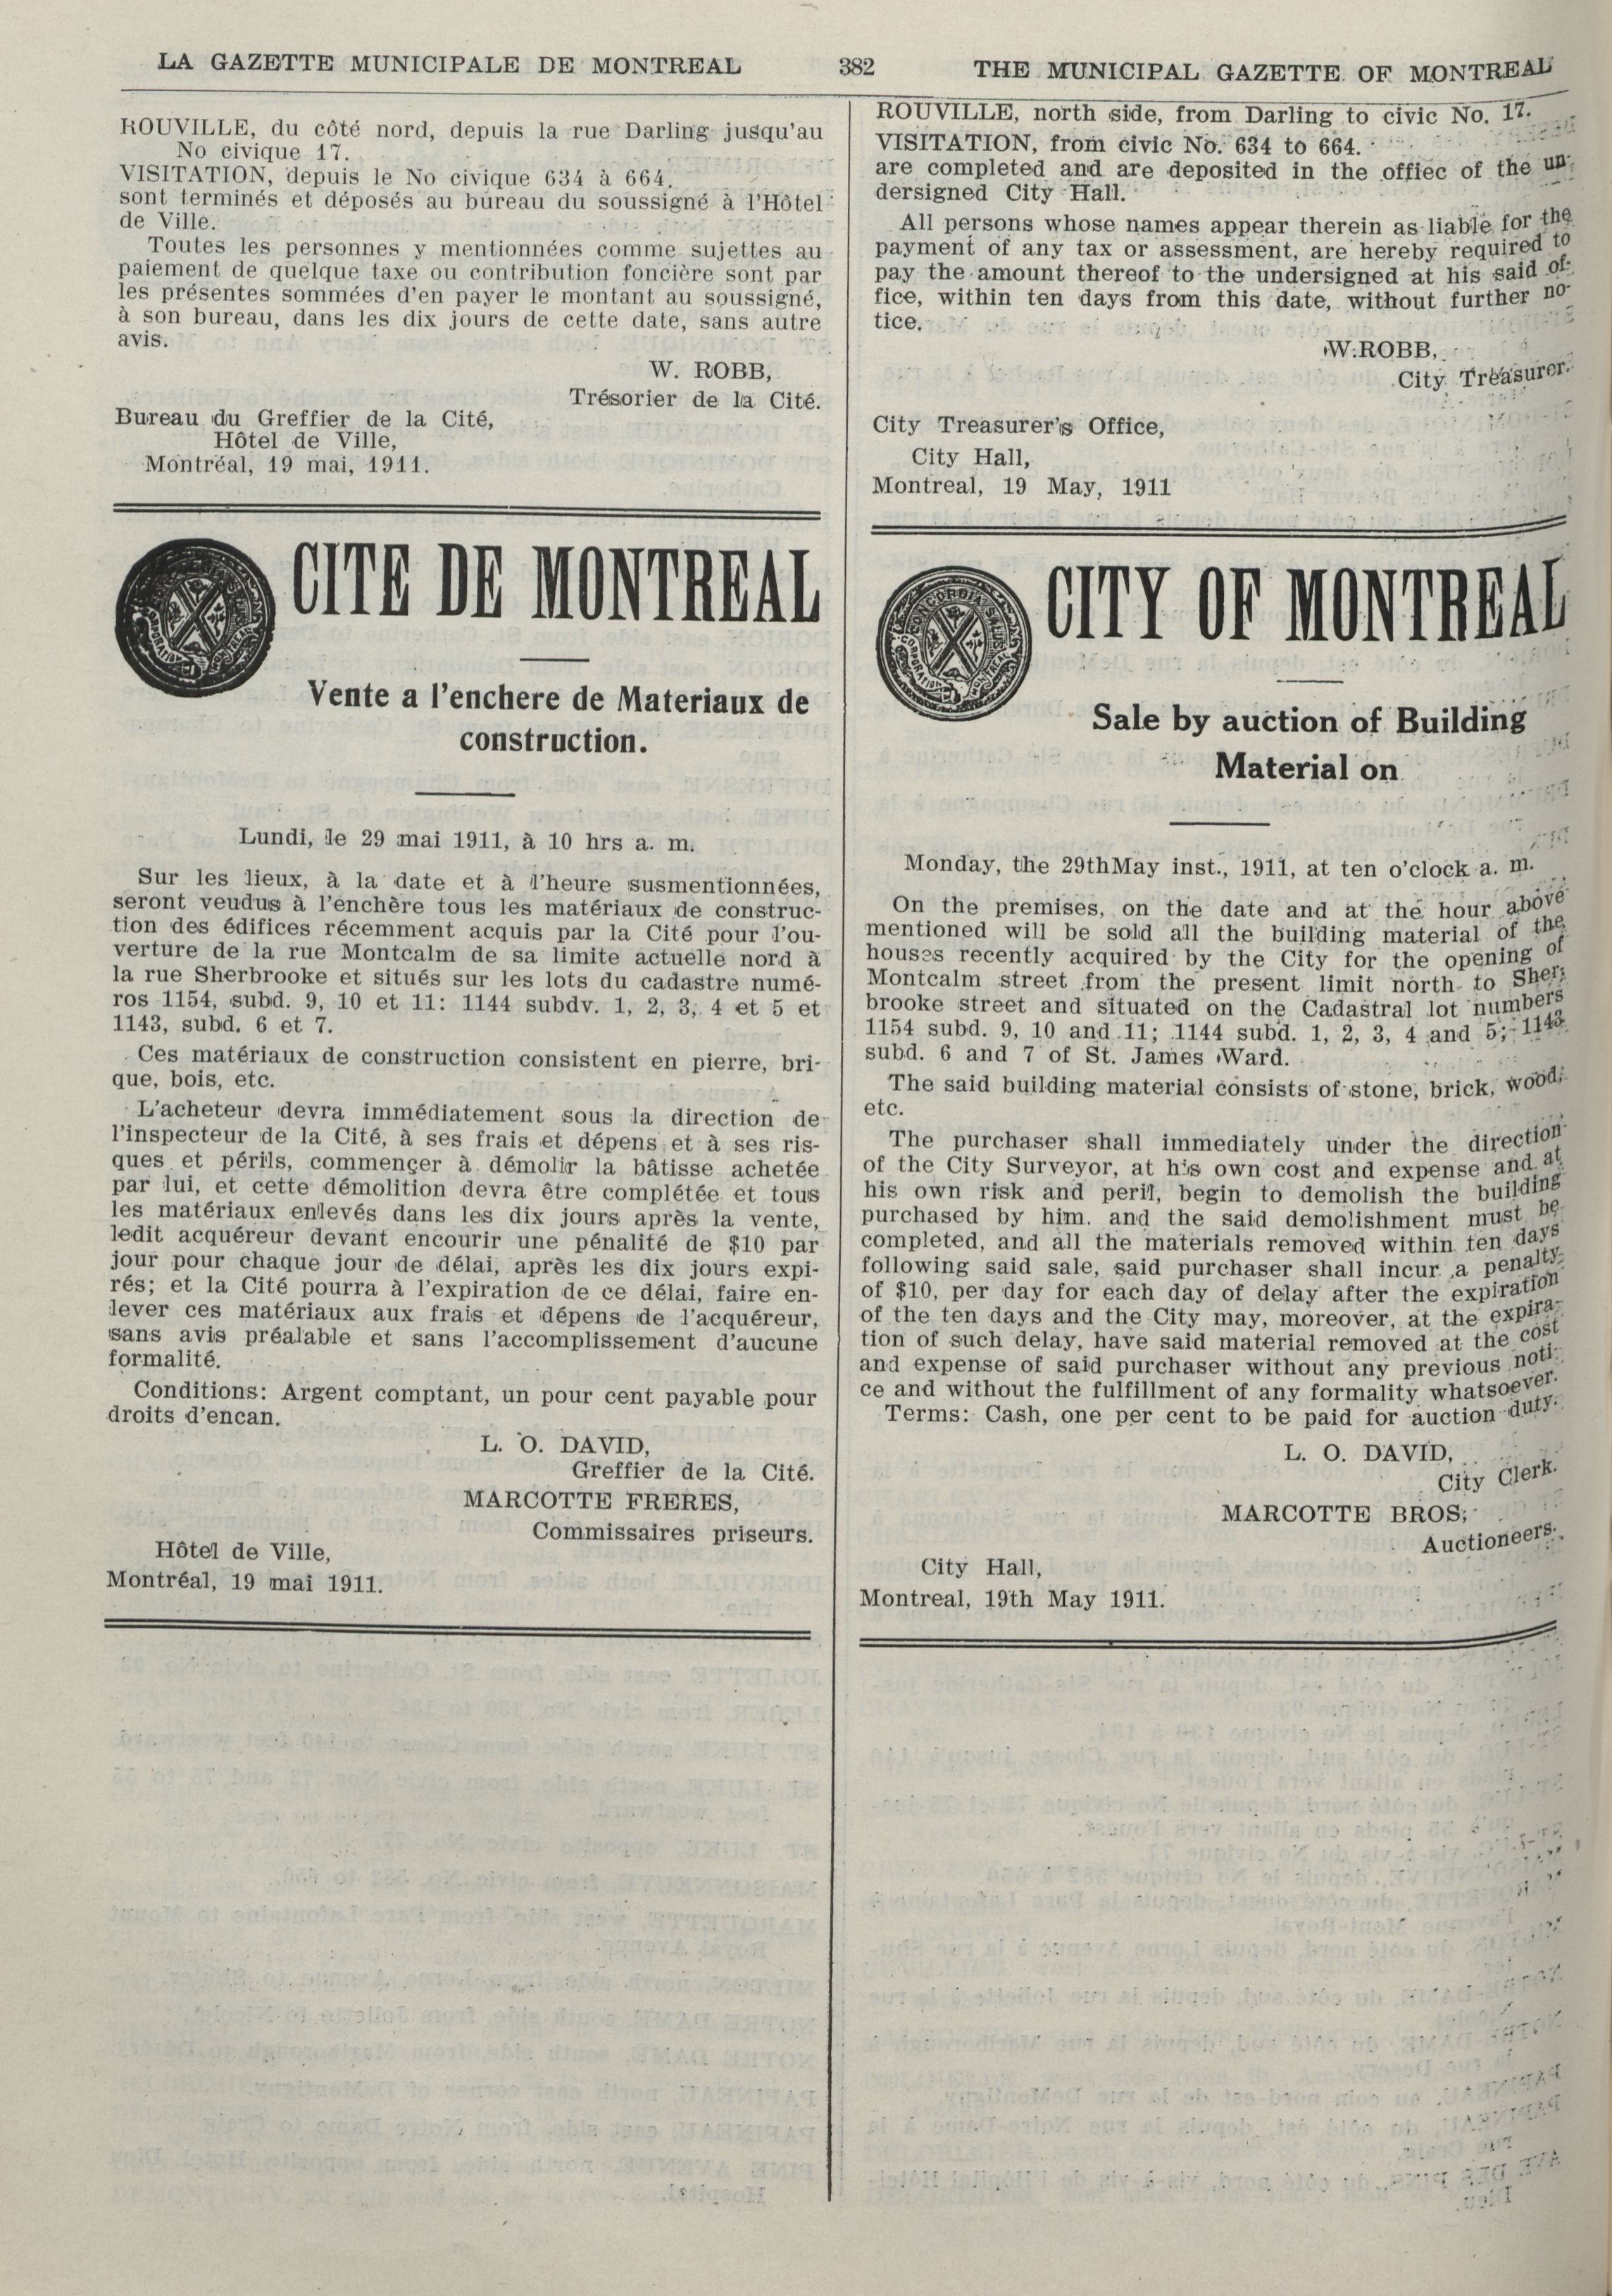 LA GAZETTE MUNICIPALE DE MONTREAL 382 THE MUNICIPAL GAZETTE OF MONTREAL
ROUVILLE, du côté nord, depuis la rue Darling jusqu'au
No civique 17.
VISITATION, depuis le No civique 634 à 664.
sont terminés et déposés au bureau du soussigné à l'Hôtel
de Ville.
Toutes les personnes y mentionnées comme sujettes au
paiement de quelque taxe ou contribution foncière sont par
les présentes sommées d'en payer le montant au soussigné,
à son bureau, dans les dix jours de cette date, sans autre
avis.
W. ROBB,
Trésorier de la Cité.
Bureau du Greffier de la Cité,
Hôtel de Ville,
Montréal, 19 mai, 1911.
CITE DE MONTREAL
Vente a l'enchere de Materiaux de
construction.
Lundi, le 29 mai 1911, à 10 hrs a. m.
Sur les lieux, à la date et à l'heure susmentionnées,
seront veudus à l'enchère tous les matériaux de construc-
tion des édifices récemment acquis par la Cité pour l'ou-
verture de la rue Montcalm de sa limite actuelle nord à
la rue Sherbrooke et situés sur les lots du cadastre numé-
ros 1154, subd. 9, 10 et 11: 1144 subdv. 1, 2, 3, 4 et 5 et
1143, subd. 6 et 7.
Ces matériaux de construction consistent en pierre, bri-
que, bois, etc.
L'acheteur devra immédiatement sous la direction de
l'inspecteur de la Cité, à ses frais et dépens et à ses ris-
ques et périls, commençer à démolir la bâtisse achetée
par lui, et cette démolition devra être complétée et tous
les matériaux enlevés dans les dix jours après la vente,
ledit acquéreur devant encourir une pénalité de $10 par
jour pour chaque jour de délai, après les dix jours expi-
rés; et la Cité pourra à l'expiration de ce délai, faire en-
lever ces matériaux aux frais et dépens de l'acquéreur,
sans avis préalable et sans l'accomplissement d'aucune
formalité.
Conditions: Argent comptant, un pour cent payable pour
droits d'encan.
L. O. DAVID,
Greffier de la Cité.
MARCOTTE FRERES,
Commissaires priseurs.
Hôtel de Ville,
Montréal, 19 mai 1911.
ROUVILLE, north side, from Darling to civic No. 17.
VISITATION, from civic No. 634 to 664.
are completed and are deposited in the offiec of the un-
dersigned City Hall.
All persons whose names appear therein as liable for the
payment of any tax or assessment, are hereby required to
pay the amount thereof to the undersigned at his said of-
fice, within ten days from this date, without further no-
tice.
W. ROBB,
City Treasurer.
City Treasurer's Office,
City Hall,
Montreal, 19 May, 1911
CONCORDIA SALUS
CORPORATION MONTREAL
CITY OF MONTREAL
Sale by auction of Building
Material on
Monday, the 29thMay inst., 1911, at ten o'clock a. m.
On the premises, on the date and at the hour above
mentioned will be sold all the building material of the
houses recently acquired by the City for the opening of
Montcalm street from the present limit north to Sher-
brooke street and situated on the Cadastral lot numbers
1154 subd. 9, 10 and 11; 1144 subd. 1, 2, 3, 4 and 5; 1143
subd. 6 and 7 of St. James Ward.
The said building material consists of stone, brick, wood,
etc.
The purchaser shall immediately under the direction
of the City Surveyor, at his own cost and expense and at
his own risk and peril, begin to demolish the building
purchased by him. and the said demolishment must be
completed, and all the materials removed within ten days
following said sale, said purchaser shall incur a penalty
of $10, per day for each day of delay after the expiration
of the ten days and the City may, moreover, at the expira-
tion of such delay, have said material removed at the cost
and expense of said purchaser without any previous noti-
ce and without the fulfillment of any formality whatsoever.
Terms: Cash, one per cent to be paid for auction duty.
L. O. DAVID,
City Clerk.
MARCOTTE BROS,
Auctioneers.
City Hall,
Montreal, 19th May 1911.